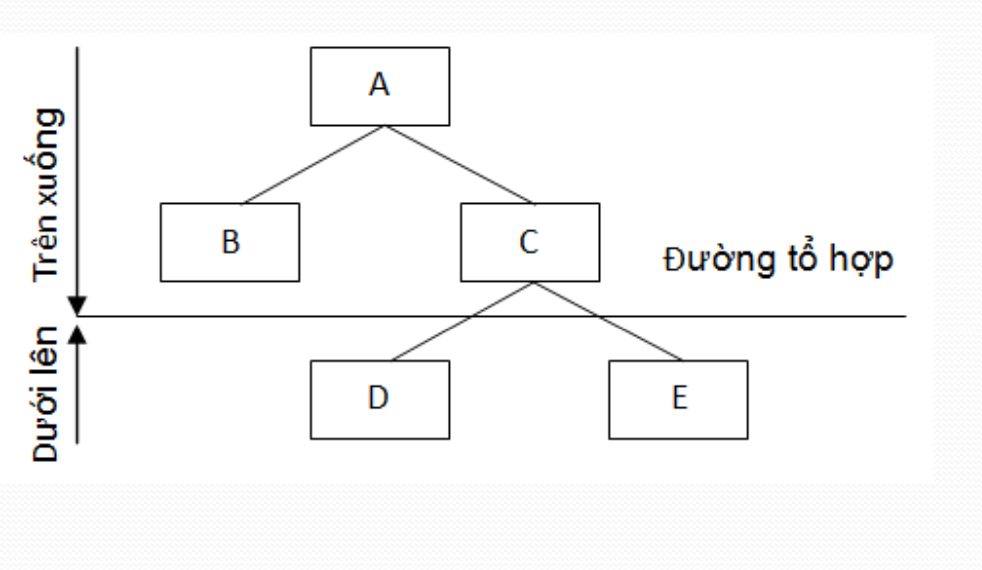 A
Trên xuống
B
C
Đường tổ hợp
Dưới lên
D
E